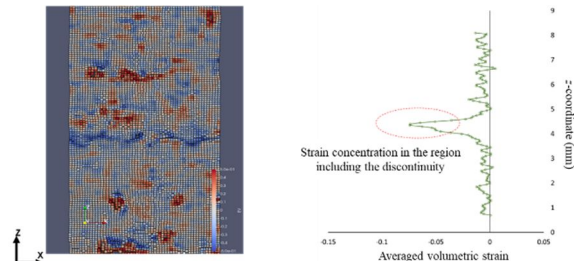 z
x
Strain concentration in the region
including the discontinuity
9
8
7
6
5
4
3
2
1
0
z-coordinate (mm)
-0.15
-0.1
-0.05
0
0.05
Averaged volumetric strain